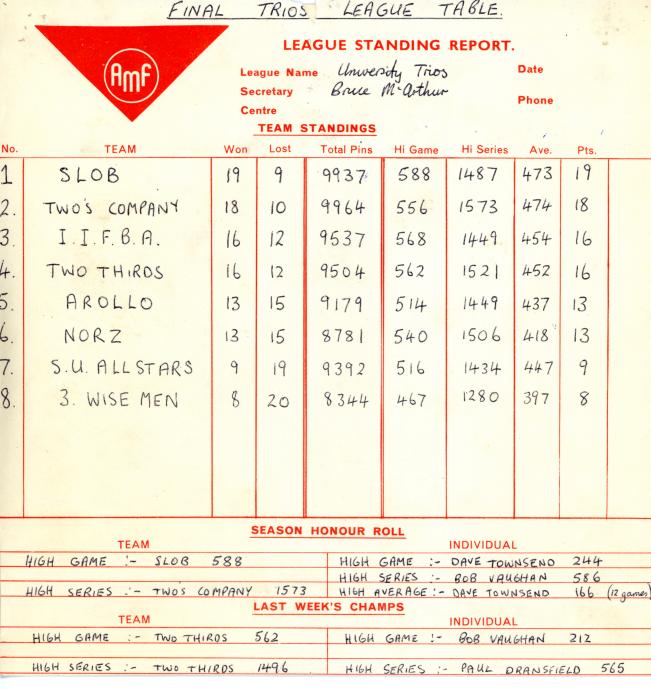 FINAL TRIOS LEAGUE TABLE.
AMF
LEAGUE STANDING REPORT.
League Name University Trios Date
Secretary Bruce McArthur
Phone
Centre
TEAM STANDINGS
No. TEAM Won Lost Total Pins Hi Game Hi Series Ave. Pts.
1 SLOB 19 9 9937 588 1487 473 19
2. TWO'S COMPANY 18 10 9964 556 1573 474 18
3. I.I.F.B.A. 16 12 9537 568 1449 454 16
4. TWO THIRDS 16 12 9504 562 1521 452 16
5. AROLLO 13 15 9179 514 1449 437 13
6. NORZ 13 15 8781 540 1506 418 13
7. S.U. ALLSTARS 9 19 9392 516 1434 447 9
8. 3. WISE MEN 8 20 8344 467 1280 397 8
SEASON HONOUR ROLL
TEAM INDIVIDUAL
HIGH GAME :- SLOB 588 HIGH GAME :- DAVE TOWNSEND 244
HIGH SERIES :- BOB VAUGHAN 586
HIGH SERIES :- TWO'S COMPANY 1573 HIGH AVERAGE :- DAVE TOWNSEND 166 (12 games)
LAST WEEK'S CHAMPS
TEAM INDIVIDUAL
HIGH GAME :- TWO THIRDS 562 HIGH GAME :- BOB VAUGHAN 212
HIGH SERIES :- TWO THIRDS 1496 HIGH SERIES :- PAUL DRANSFIELD 565